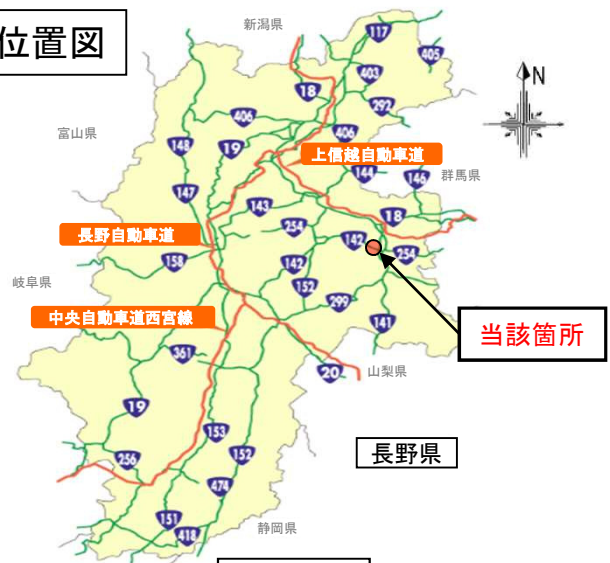 位置図
新潟県
117
405
18
403
292
N
富山県
406
148
19
406
上信越自動車道
144
146
群馬県
147
143
18
長野自動車道
254
142
254
158
142
岐阜県
152
299
中央自動車道西宮線
141
当該箇所
361
20
山梨県
19
153
長野県
256
152
474
151
418
静岡県